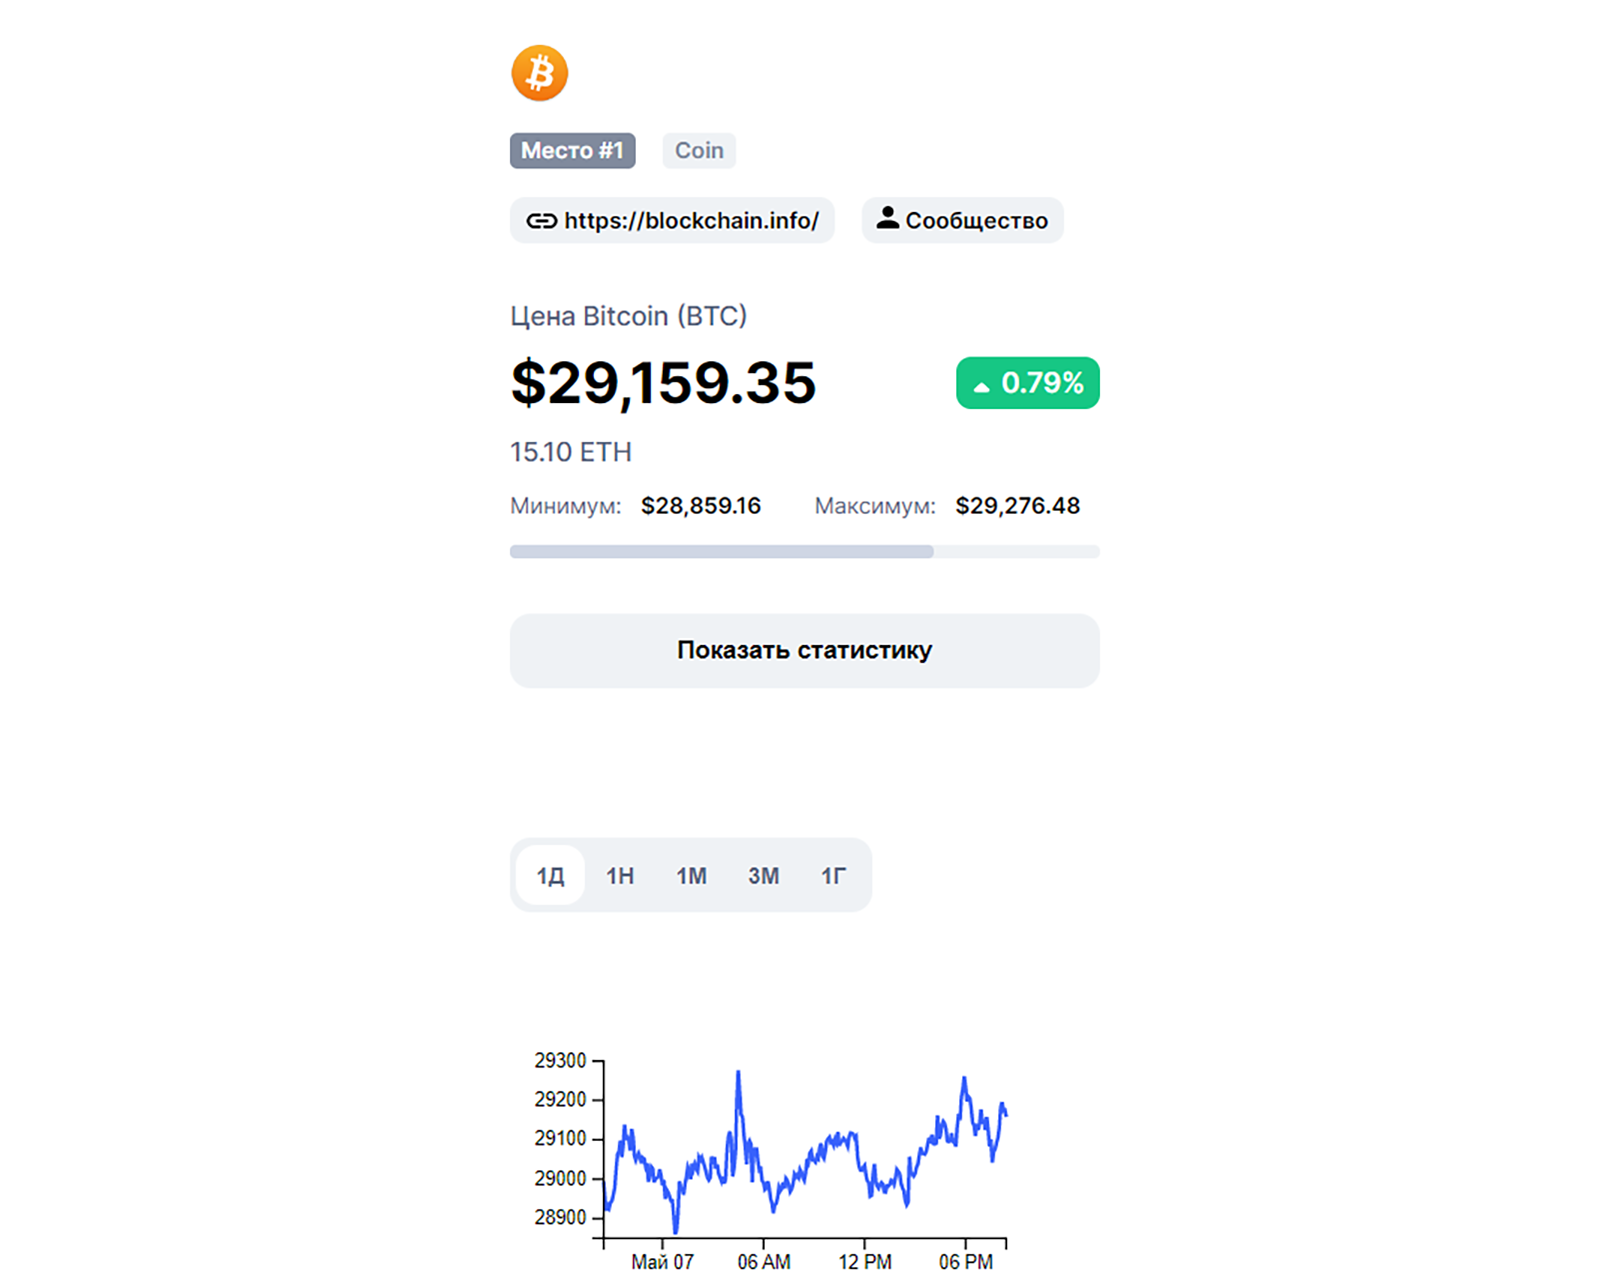 Место #1 Coin
https://blockchain.info/ Сообщество
Цена Bitcoin (BTC)
$29,159.35 0.79%
15.10 ETH
Минимум: $28,859.16 Максимум: $29,276.48
Показать статистику
1Д 1Н 1М 3М 1Г
29300
29200
29100
29000
28900
Май 07 06 AM 12 PM 06 PM